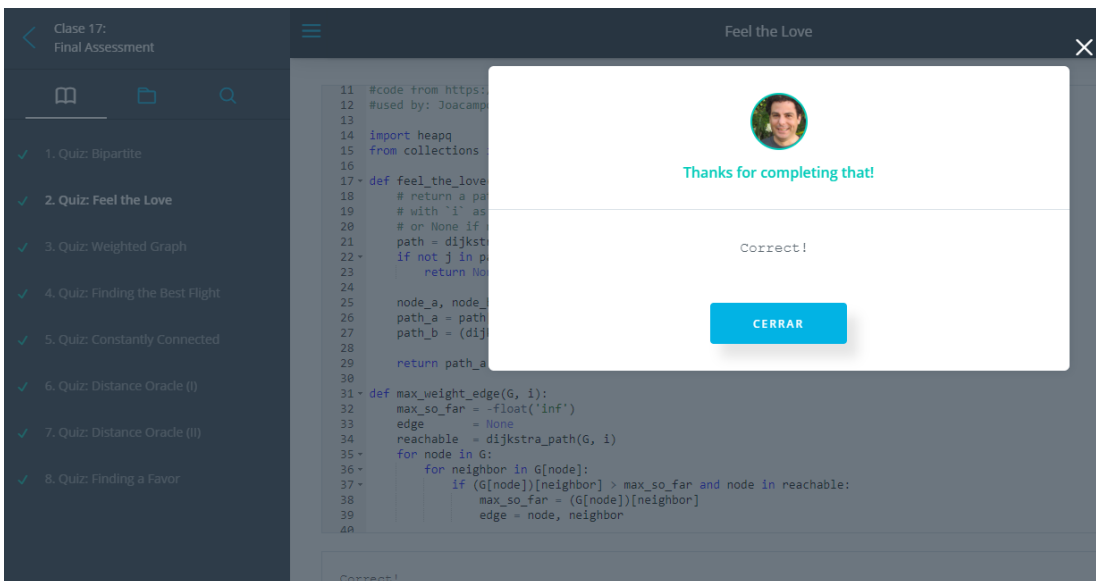 Clase 17:
Final Assessment
Feel the Love
1. Quiz: Bipartite
2. Quiz: Feel the Love
3. Quiz: Weighted Graph
4. Quiz: Finding the Best Flight
5. Quiz: Constantly Connected
6. Quiz: Distance Oracle (I)
7. Quiz: Distance Oracle (II)
8. Quiz: Finding a Favor
11 #code from https:
12 #used by: Joacamp
13
14 import heapq
15 from collections
16
17 def feel_the_love
18 # return a pa
19 # with `i` as
20 # or None if
21 path = dijkst
22 if not j in p
23 return No
24
25 node_a, node_
26 path_a = path
27 path_b = (dij
28
29 return path_a
30
31 def max_weight_edge(G, i):
32 max_so_far = -float('inf')
33 edge = None
34 reachable = dijkstra_path(G, i)
35 for node in G:
36 for neighbor in G[node]:
37 if (G[node])[neighbor] > max_so_far and node in reachable:
38 max_so_far = (G[node])[neighbor]
39 edge = node, neighbor
40
Thanks for completing that!
Correct!
CERRAR
Correct!